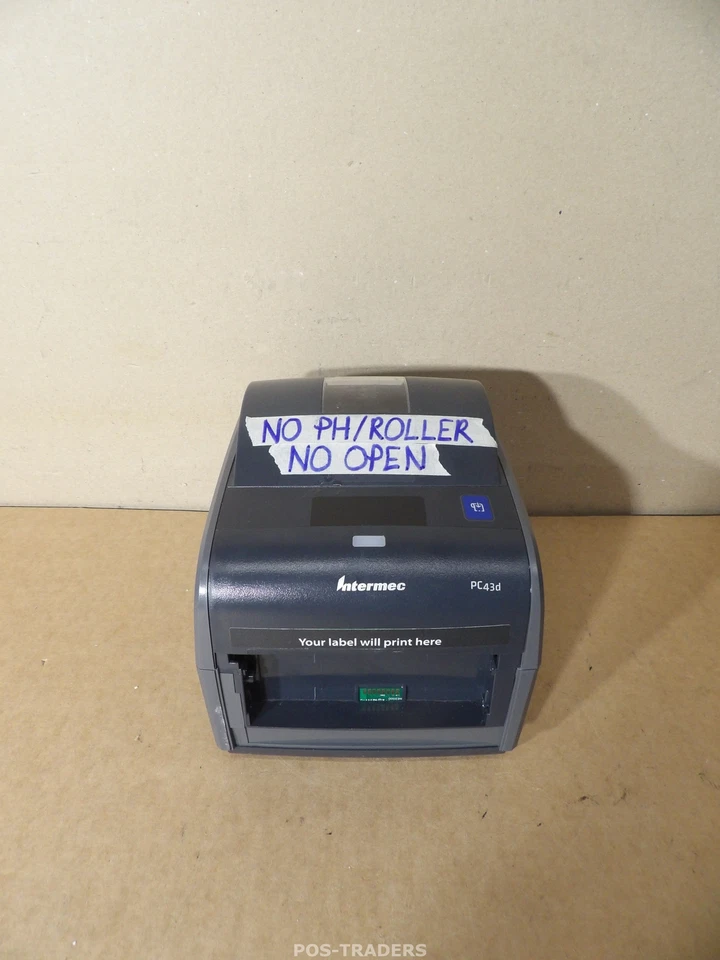 NO PH/ROLLER
NO OPEN
Intermec
PC43d
Your label will print here
POS-TRADERS